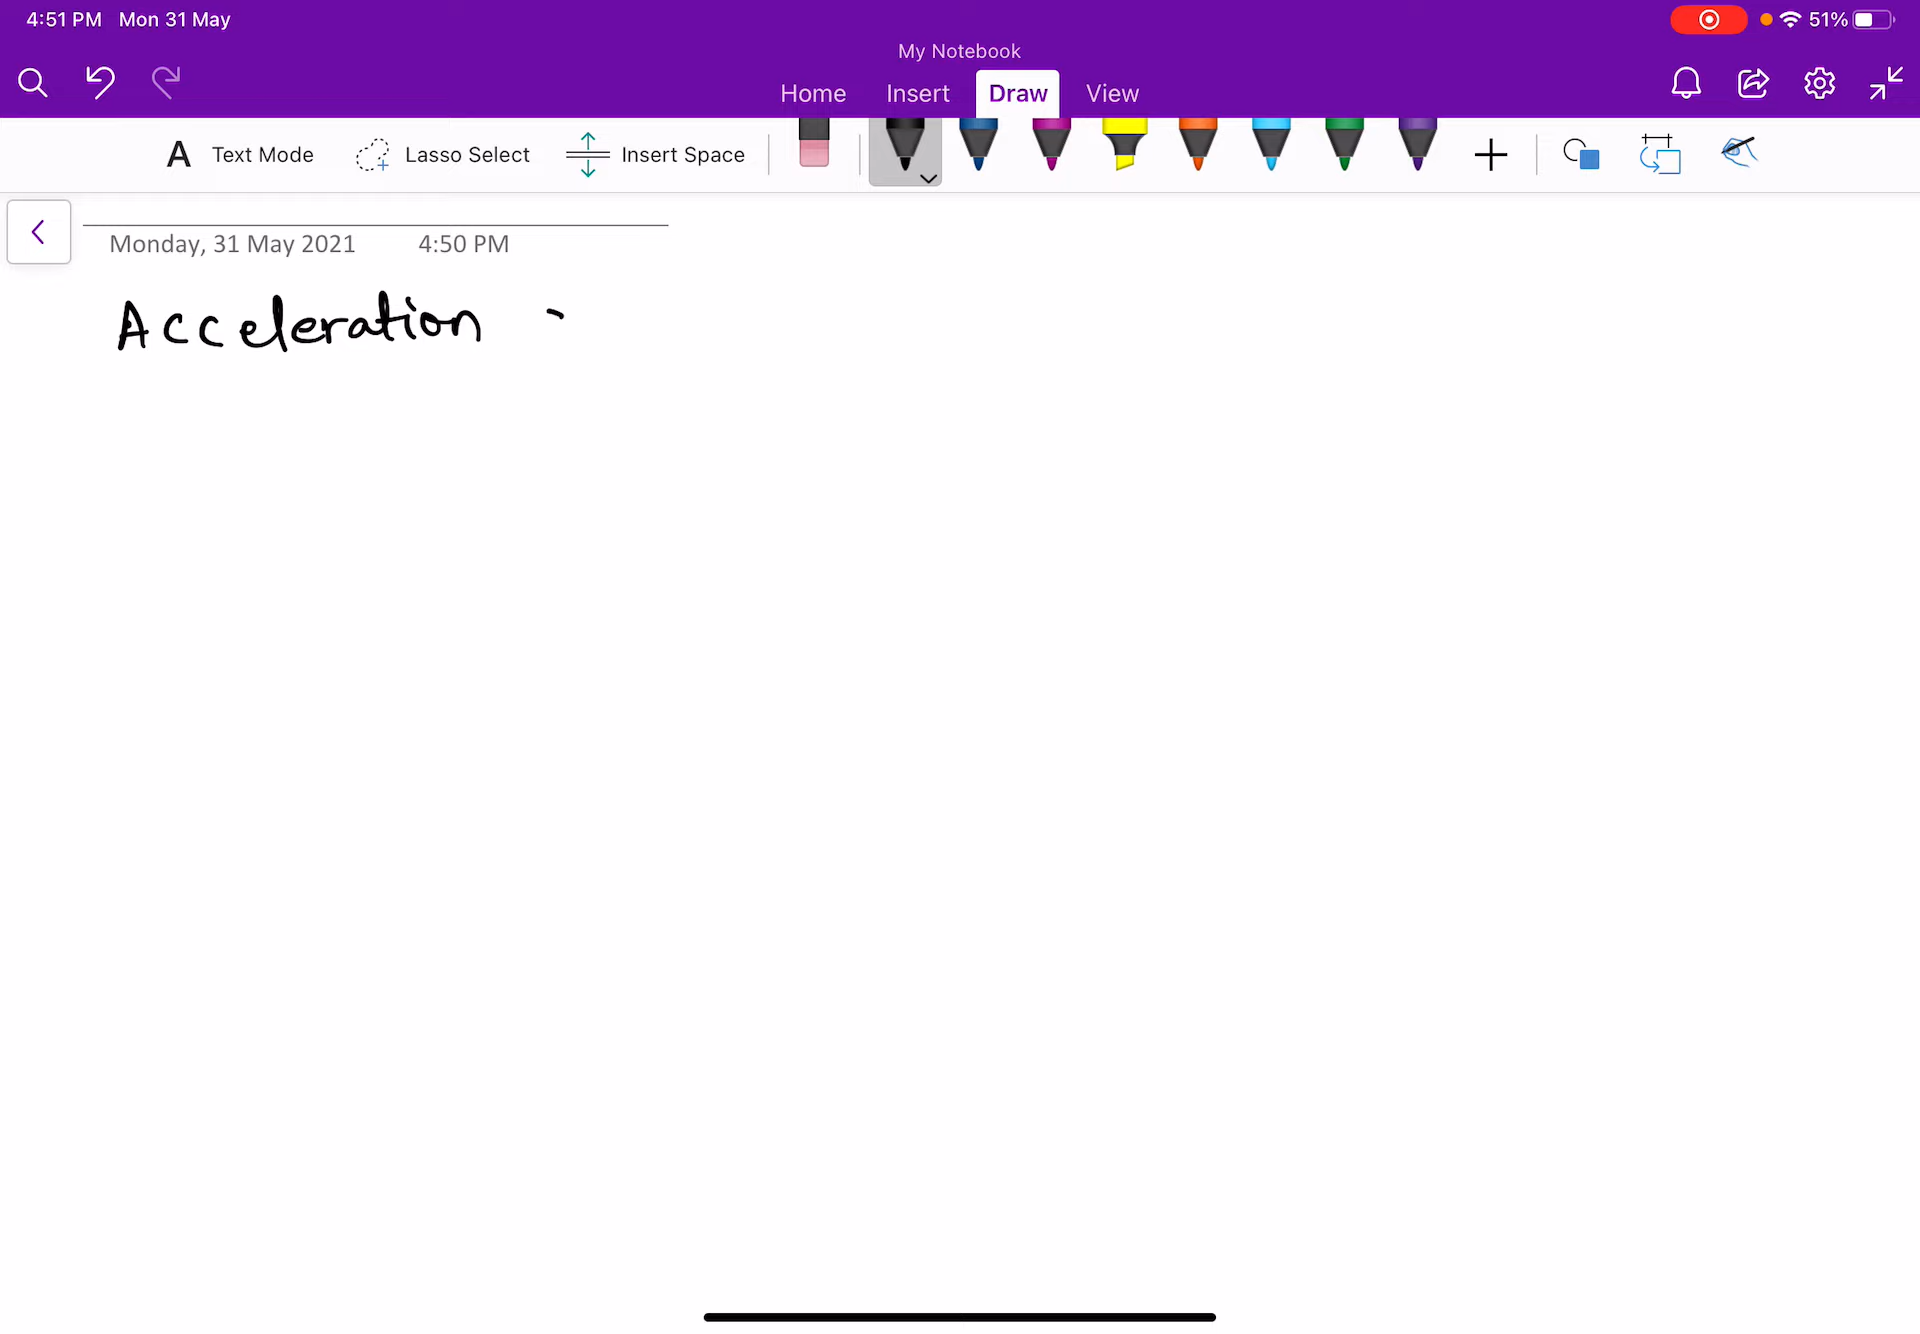 4:51 PM Mon 31 May
51%
My Notebook
Home Insert Draw View
A Text Mode Lasso Select Insert Space
Monday, 31 May 2021 4:50 PM
Acceleration